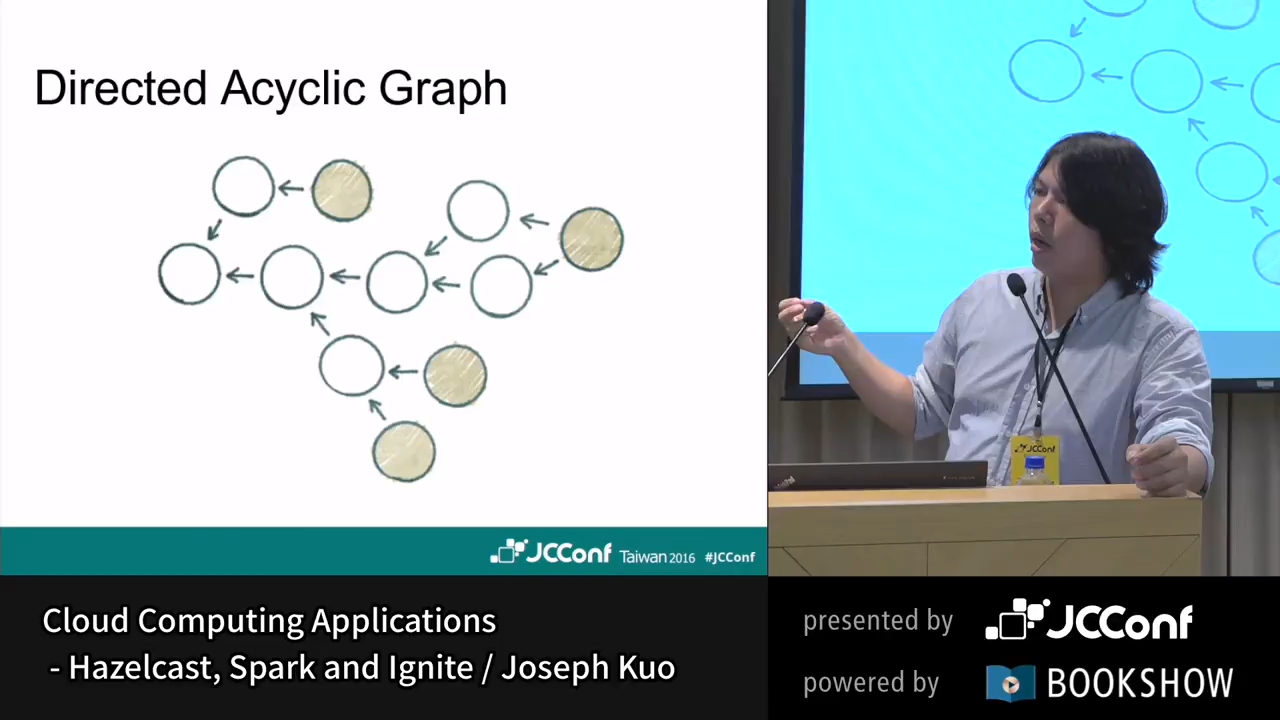 Directed Acyclic Graph
JCConf Taiwan 2016 #JCConf
JCConf
Cloud Computing Applications
- Hazelcast, Spark and Ignite / Joseph Kuo
presented by JCConf
powered by BOOKSHOW